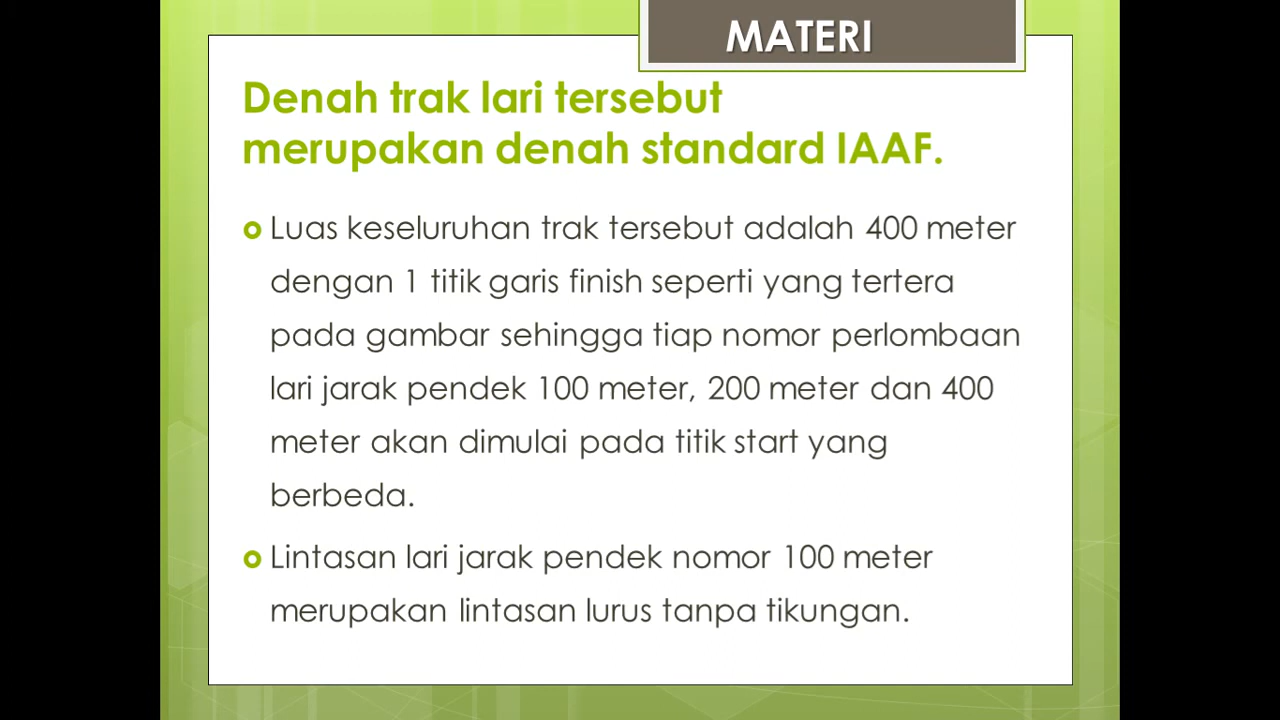 MATERI
Denah trak lari tersebut
merupakan denah standard IAAF.
Luas keseluruhan trak tersebut adalah 400 meter
dengan 1 titik garis finish seperti yang tertera
pada gambar sehingga tiap nomor perlombaan
lari jarak pendek 100 meter, 200 meter dan 400
meter akan dimulai pada titik start yang
berbeda.
Lintasan lari jarak pendek nomor 100 meter
merupakan lintasan lurus tanpa tikungan.